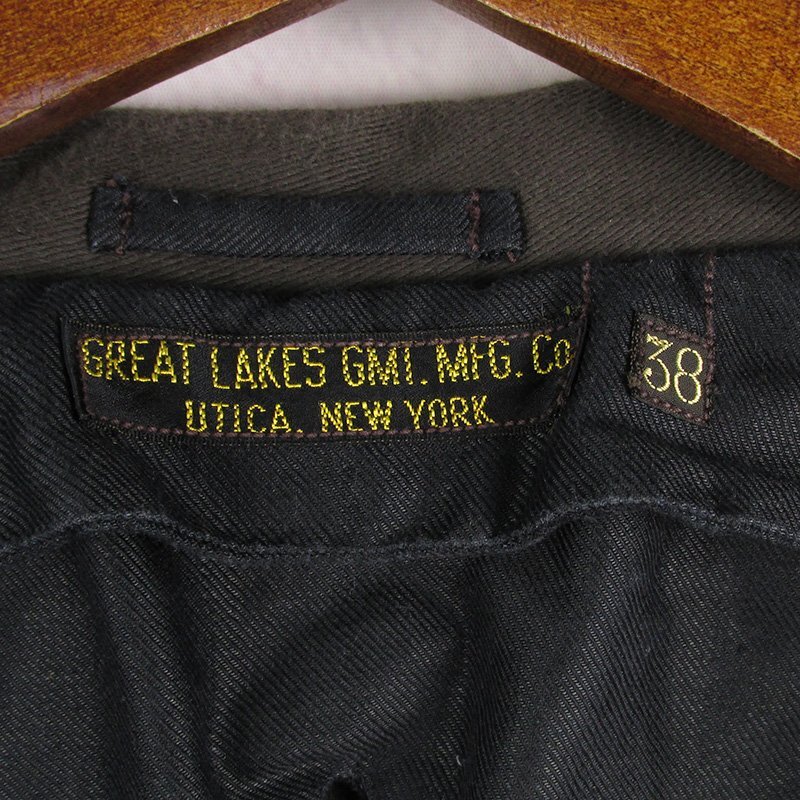 GREAT LAKES GMT. MFG. Co
UTICA, NEW YORK
38